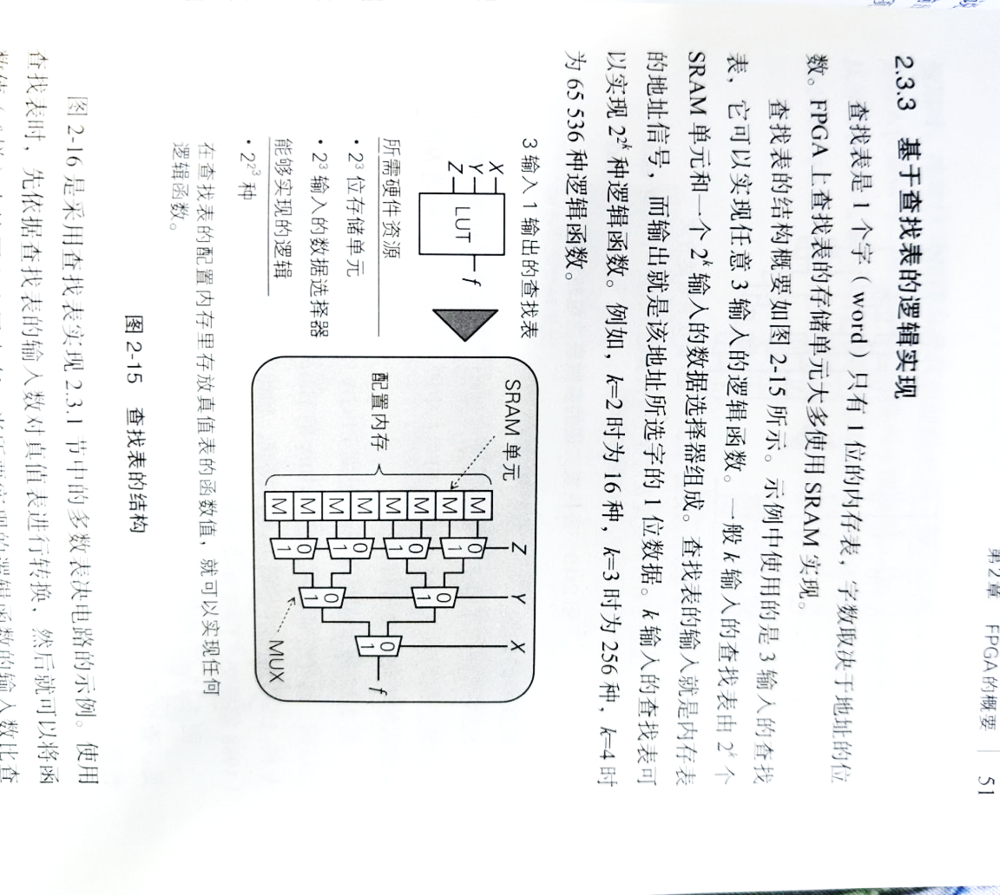 第2章 FPGA的概要 51
2.3.3 基于查找表的逻辑实现
查找表是 1 个字（word）只有 1 位的内存表，字数取决于地址的位
数。FPGA 上查找表的存储单元大多使用 SRAM 实现。
查找表的结构概要如图 2-15 所示。示例中使用的是 3 输入的查找
表，它可以实现任意 3 输入的逻辑函数。一般 k 输入的查找表由 2^k 个
SRAM 单元和一个 2^k 输入的数据选择器组成。查找表的输入就是内存表
的地址信号，而输出就是该地址所选字的 1 位数据。k 输入的查找表可
以实现 2^2^k 种逻辑函数。例如，k=2 时为 16 种，k=3 时为 256 种，k=4 时
为 65 536 种逻辑函数。
3 输入 1 输出的查找表
X
Y
Z
LUT
f
所需硬件资源
· 2^3 位存储单元
· 2^3 输入的数据选择器
能够实现的逻辑
· 2^2^3 种
SRAM 单元
配置内存
M
M
M
M
M
M
M
M
Z
Y
X
0
1
0
1
0
1
0
1
0
1
0
1
0
1
f
MUX
在查找表的配置内存里存放真值表的函数值，就可以实现任何
逻辑函数。
图 2-15 查找表的结构
图 2-16 是采用查找表实现 2.3.1 节中的多数表决电路的示例。使用
查找表时，先依据查找表的输入数对真值表进行转换，然后就可以将函